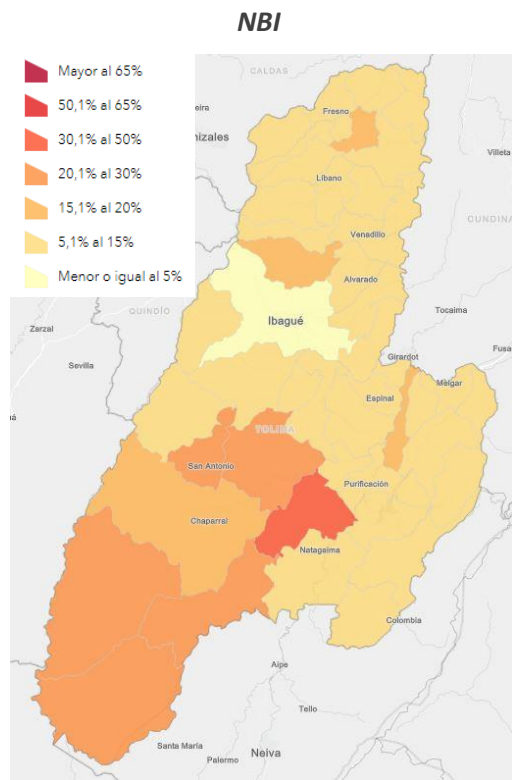 NBI
Mayor al 65%
50,1% al 65%
30,1% al 50%
20,1% al 30%
15,1% al 20%
5,1% al 15%
Menor o igual al 5%
CALDAS
Fresno
Villeta
Líbano
CUNDINA
Venadillo
Alvarado
QUINDÍO
Tocaima
Ibagué
Zarzal
Fusa
Girardot
Sevilla
Melgar
Espinal
TOLIMA
San Antonio
Purificación
Chaparral
Natagaima
Colombia
Aipe
Tello
Santa María
Neiva
Palermo